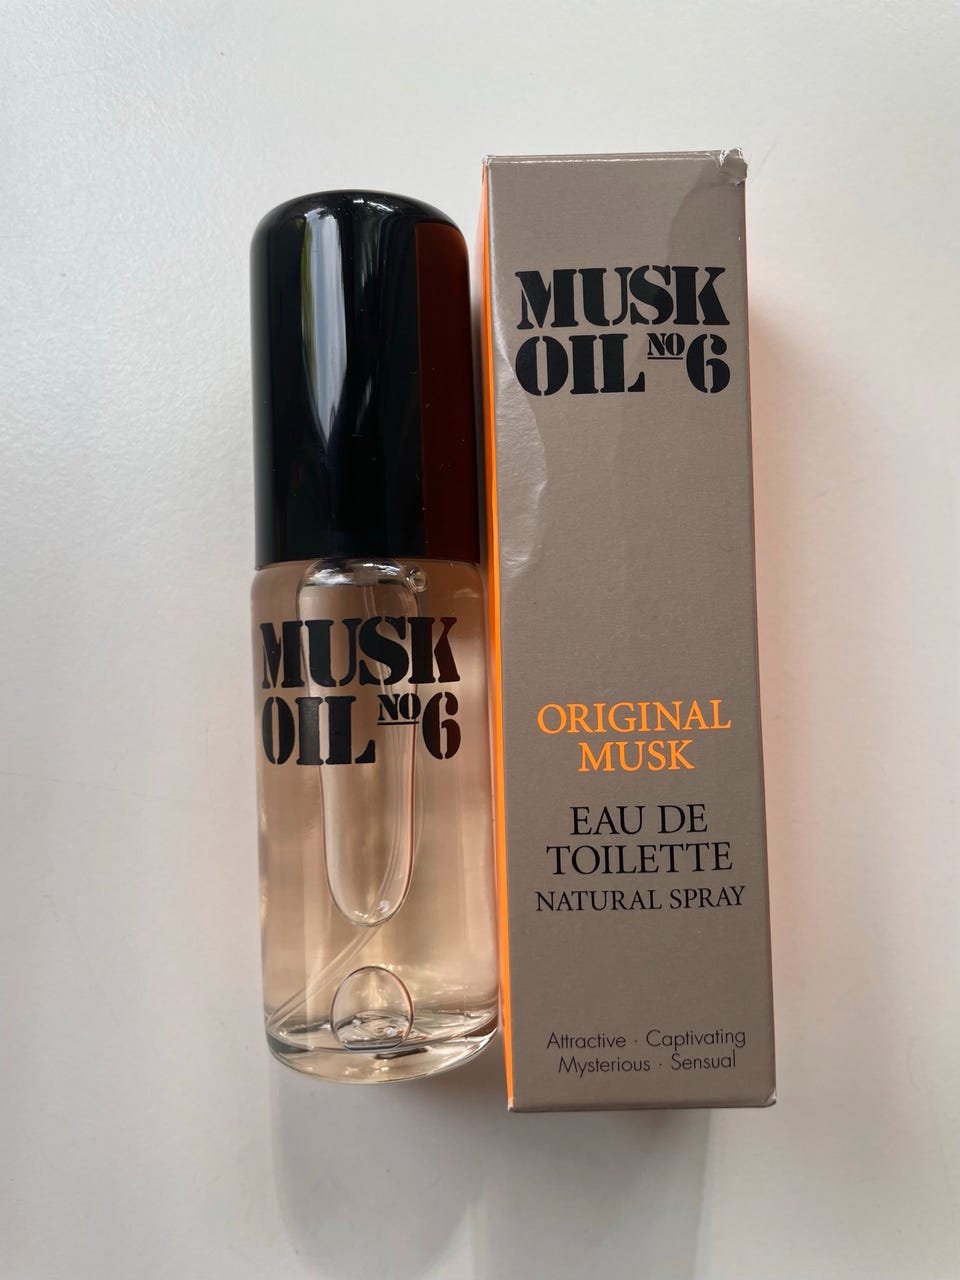 MUSK
OIL NO 6
MUSK
OIL NO 6
ORIGINAL
MUSK
EAU DE
TOILETTE
NATURAL SPRAY
Attractive · Captivating
Mysterious · Sensual